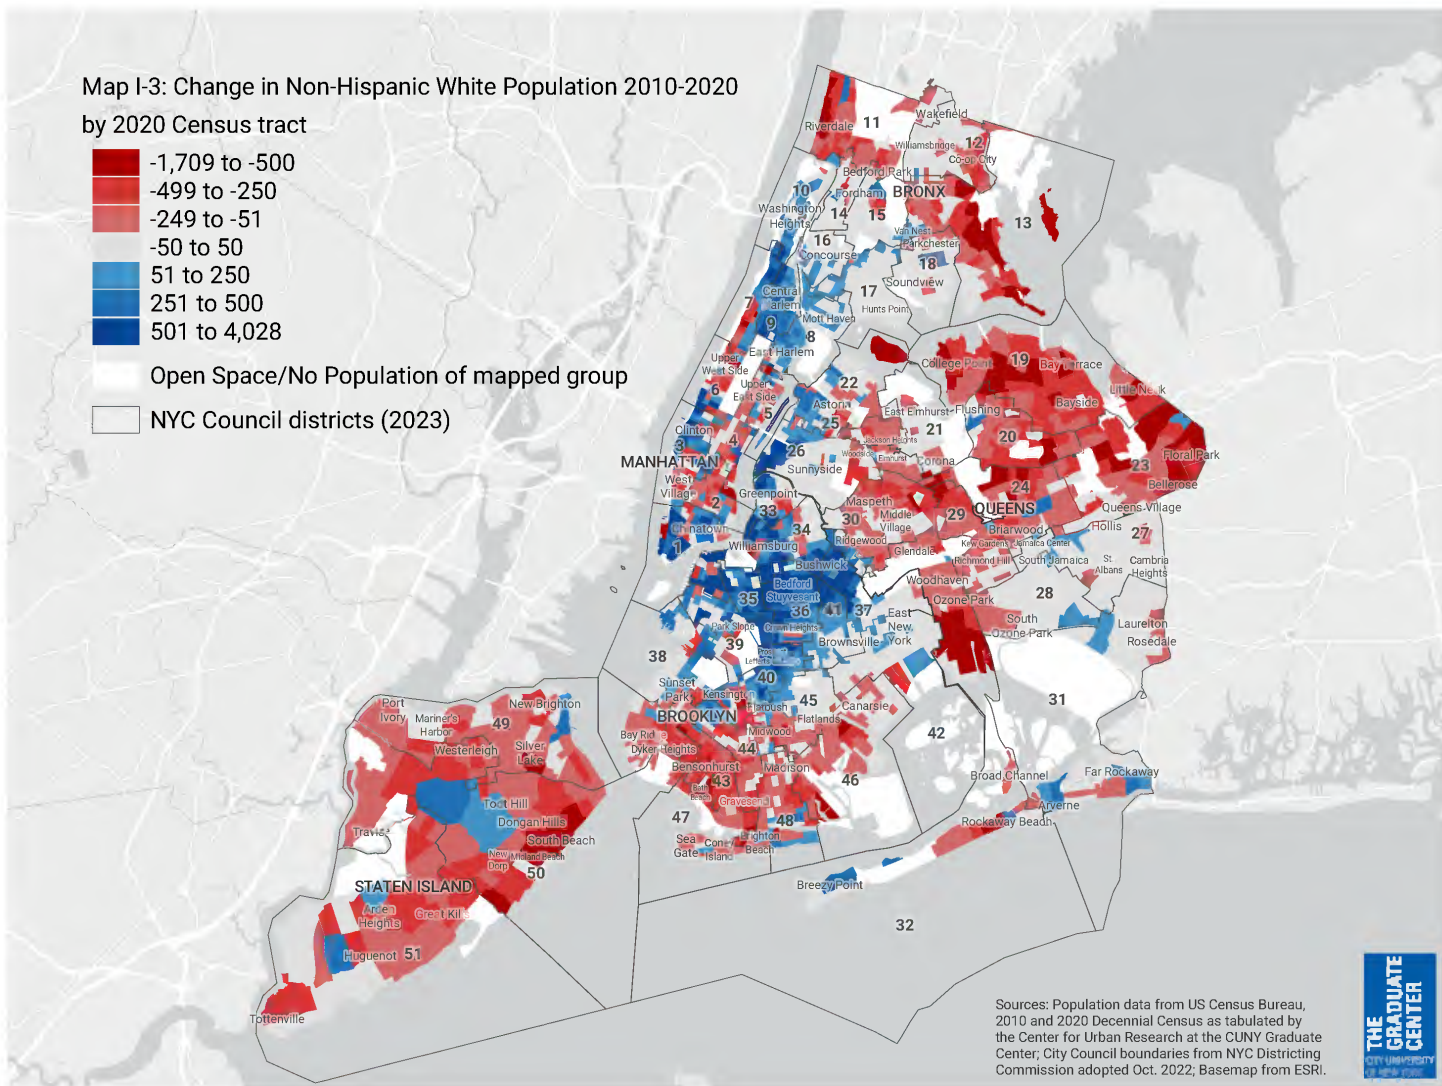 Map I-3: Change in Non-Hispanic White Population 2010-2020
by 2020 Census tract
-1,709 to -500
-499 to -250
-249 to -51
-50 to 50
51 to 250
251 to 500
501 to 4,028
Open Space/No Population of mapped group
NYC Council districts (2023)
Riverdale
11
Wakefield
Williamsbridge
12
Co-op City
Bedford Park
10
Fordham
BRONX
Washington
Heights
14
15
13
16
Concourse
Van Nest
Parkchester
18
Soundview
17
Hunts Point
Central
Harlem
7
9
Mott Haven
8
East Harlem
Upper
West Side
6
Upper
East Side
5
22
College Point
19
Bay Terrace
Little Neck
Bayside
Astoria
25
East Elmhurst
Flushing
21
20
Clinton
3
4
Jackson Heights
Woodside
Elmhurst
Corona
26
Sunnyside
MANHATTAN
West
Village
2
Greenpoint
33
23
Floral Park
Bellerose
24
QUEENS
Queens Village
Maspeth
30
Middle
Village
29
Briarwood
Hollis
27
Chinatown
1
34
Williamsburg
Ridgewood
Glendale
Kew Gardens
Jamaica Center
Richmond Hill
South Jamaica
St
Albans
Cambria
Heights
Bushwick
Bedford
Stuyvesant
35
36
41
37
Woodhaven
Ozone Park
28
East
New
York
South
Ozone Park
Laurelton
Rosedale
Park Slope
Crown Heights
Brownsville
39
38
Lefferts
40
Sunset
Park
Kensington
Flatbush
45
Canarsie
31
BROOKLYN
Flatlands
42
Bay Ridge
Midwood
Dyker Heights
44
Bensonhurst
Madison
43
46
Bath
Beach
Gravesend
47
48
Sea
Gate
Coney
Island
Brighton
Beach
Broad Channel
Far Rockaway
Arverne
Rockaway Beach
Breezy Point
32
Port
Ivory
Mariner's
Harbor
49
New Brighton
Westerleigh
Silver
Lake
Todt Hill
Dongan Hills
Travis
South Beach
New
Dorp
Midland Beach
50
STATEN ISLAND
Arden
Heights
Great Kills
Huguenot
51
Tottenville
Sources: Population data from US Census Bureau,
2010 and 2020 Decennial Census as tabulated by
the Center for Urban Research at the CUNY Graduate
Center; City Council boundaries from NYC Districting
Commission adopted Oct. 2022; Basemap from ESRI.
THE
GRADUATE
CENTER
CITY UNIVERSITY
OF NEW YORK